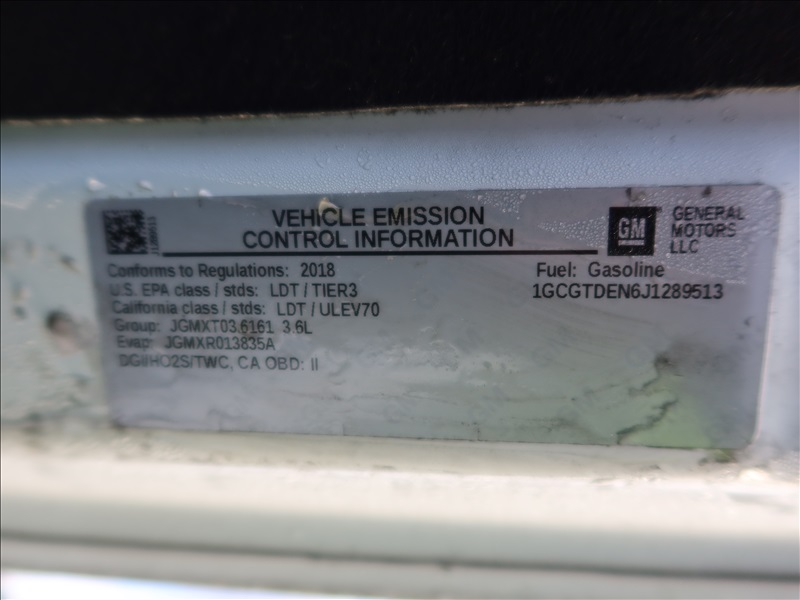 VEHICLE EMISSION
CONTROL INFORMATION
GM
GENERAL
MOTORS
LLC
Conforms to Regulations: 2018
U.S. EPA class / stds: LDT / TIER3
California class / stds: LDT / ULEV70
Group: JGMXT03.6161 3.6L
Evap: JGMXR013835A
DGI/HO2S/TWC, CA OBD: II
Fuel: Gasoline
1GCGTDEN6J1289513